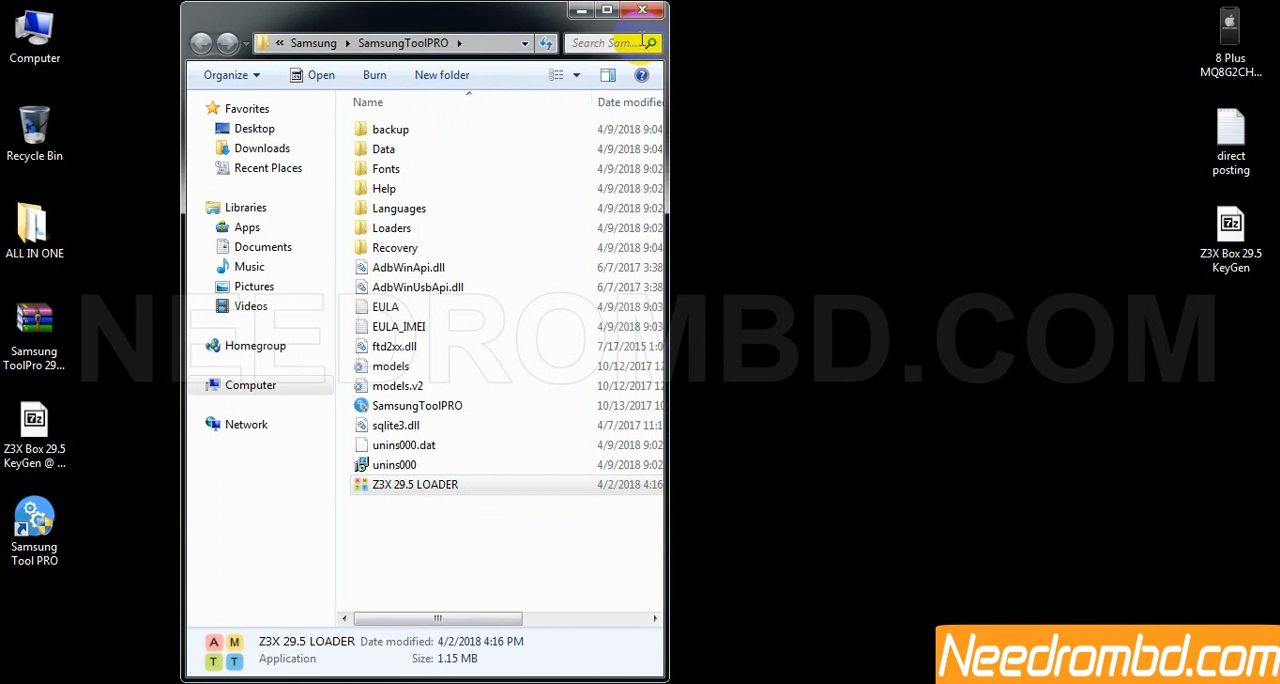 Computer
Recycle Bin
ALL IN ONE
Samsung
ToolPro 29...
Z3X Box 29.5
KeyGen @ ...
Samsung
Tool PRO
« Samsung SamsungToolPRO
Search Sam...
Organize Open Burn New folder
Favorites
Desktop
Downloads
Recent Places
Libraries
Apps
Documents
Music
Pictures
Videos
Homegroup
Computer
Network
Name Date modified
backup 4/9/2018 9:04
Data 4/9/2018 9:04
Fonts 4/9/2018 9:02
Help 4/9/2018 9:02
Languages 4/9/2018 9:02
Loaders 4/9/2018 9:02
Recovery 4/9/2018 9:04
AdbWinApi.dll 6/7/2017 3:38
AdbWinUsbApi.dll 6/7/2017 3:38
EULA 4/9/2018 9:03
EULA_IMEI 4/9/2018 9:03
ftd2xx.dll 7/17/2015 1:0
models 10/12/2017 12
models.v2 10/12/2017 12
SamsungToolPRO 10/13/2017 10
sqlite3.dll 4/7/2017 11:1
unins000.dat 4/9/2018 9:02
unins000 4/9/2018 9:02
Z3X 29.5 LOADER 4/2/2018 4:16
A M
T T
Z3X 29.5 LOADER Date modified: 4/2/2018 4:16 PM
Application Size: 1.15 MB
8 Plus
MQ8G2CH...
direct
posting
7z
Z3X Box 29.5
KeyGen
7z
NEEDROMBD.COM
Needrombd.com